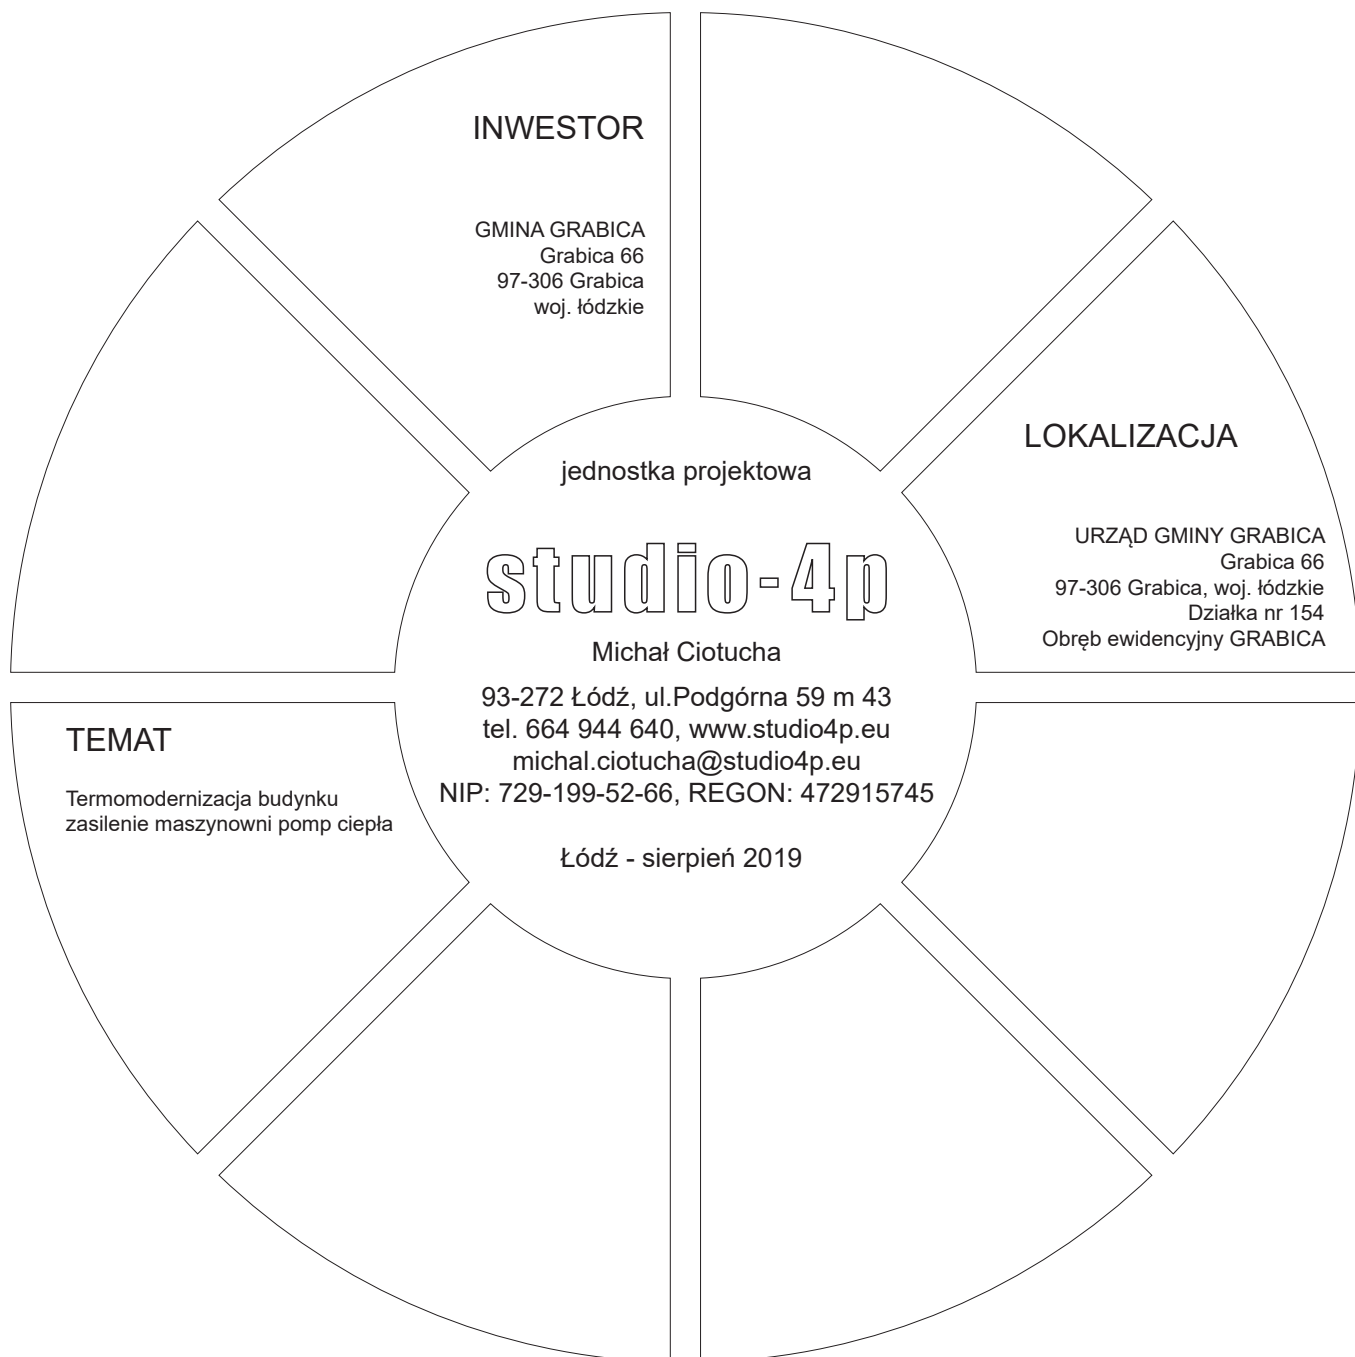 INWESTOR
GMINA GRABICA
Grabica 66
97-306 Grabica
woj. łódzkie
LOKALIZACJA
URZĄD GMINY GRABICA
Grabica 66
97-306 Grabica, woj. łódzkie
Działka nr 154
Obręb ewidencyjny GRABICA
jednostka projektowa
studio-4p
Michał Ciotucha
93-272 Łódź, ul.Podgórna 59 m 43
tel. 664 944 640, www.studio4p.eu
michal.ciotucha@studio4p.eu
NIP: 729-199-52-66, REGON: 472915745
Łódź - sierpień 2019
TEMAT
Termomodernizacja budynku
zasilenie maszynowni pomp ciepła